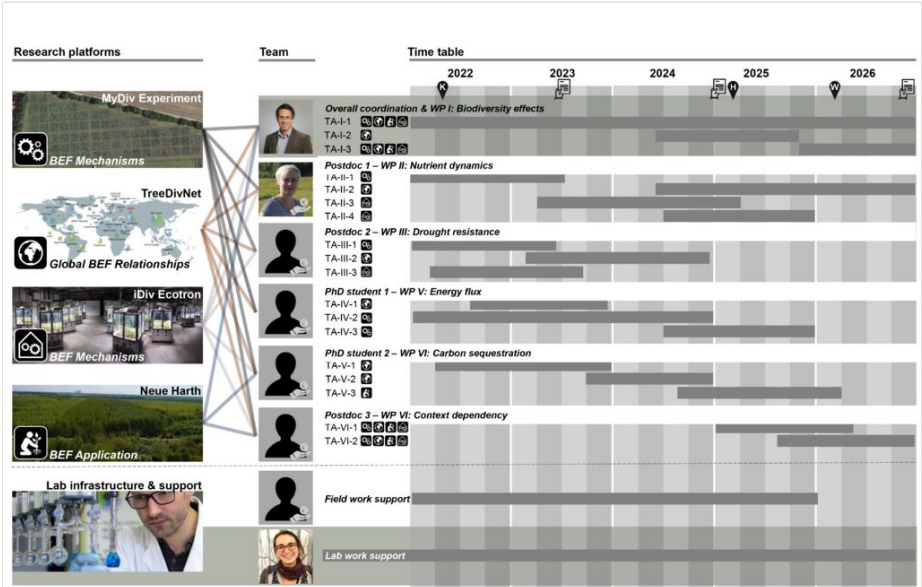 Research platforms
Team
Time table
2022
2023
2024
2025
2026
K
H
W
MyDiv Experiment
BEF Mechanisms
TreeDivNet
Global BEF Relationships
iDiv Ecotron
BEF Mechanisms
Neue Harth
BEF Application
Lab infrastructure & support
Overall coordination & WP I: Biodiversity effects
TA-I-1
TA-I-2
TA-I-3
Postdoc 1 – WP II: Nutrient dynamics
TA-II-1
TA-II-2
TA-II-3
TA-II-4
Postdoc 2 – WP III: Drought resistance
TA-III-1
TA-III-2
TA-III-3
PhD student 1 – WP V: Energy flux
TA-IV-1
TA-IV-2
TA-IV-3
PhD student 2 – WP VI: Carbon sequestration
TA-V-1
TA-V-2
TA-V-3
Postdoc 3 – WP VI: Context dependency
TA-VI-1
TA-VI-2
Field work support
Lab work support